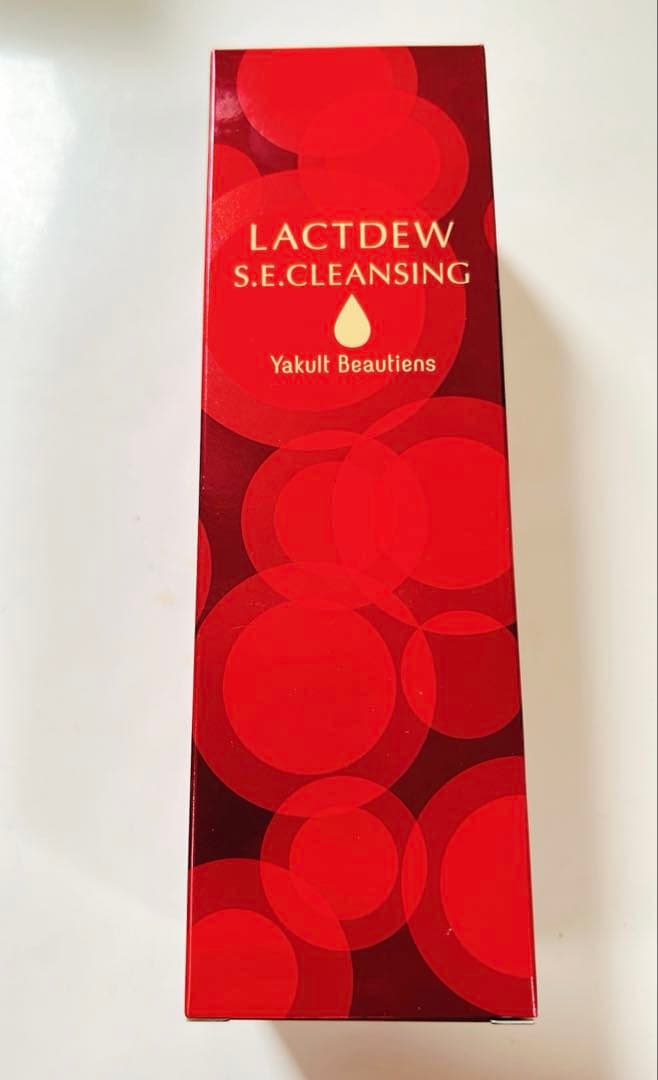 LACTDEW
S.E.CLEANSING
Yakult Beautiens